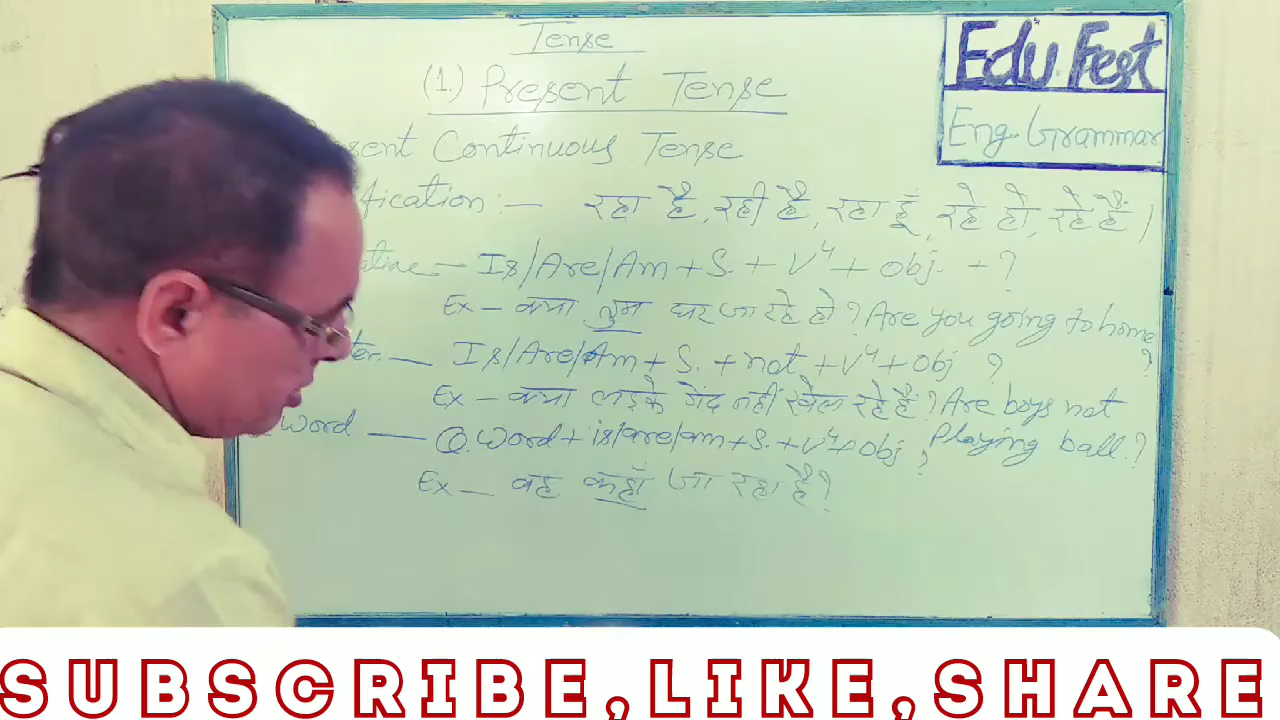 Tense
(1.) Present Tense
Edu. Fest
Eng. Grammar
sent Continuous Tense
fication :- रहा है, रही है, रहा हूँ, रहे हो, रहे हैं।
Is/Are/Am + S. + V⁴ + Obj. + ?
Ex - क्या तुम घर जा रहे हो? Are you going to home
?
ter. - Is/Are/Am + S. + not + V⁴ + Obj ?
Ex - क्या लड़के गेंद नहीं खेल रहे हैं? Are boys not
Playing ball.?
Word - Q.Word + is/are/am + S. + V⁴ + Obj ?
Ex - वह कहाँ जा रहा है?
SUBSCRIBE,LIKE,SHARE